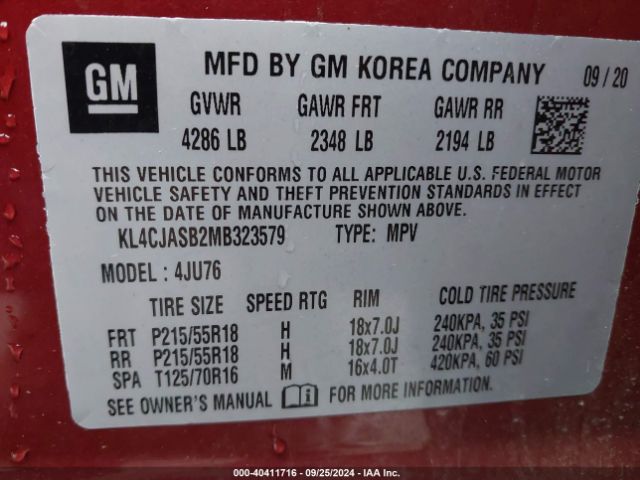 GM
MFD BY GM KOREA COMPANY 09/20
GVWR GAWR FRT GAWR RR
4286 LB 2348 LB 2194 LB
THIS VEHICLE CONFORMS TO ALL APPLICABLE U.S. FEDERAL MOTOR
VEHICLE SAFETY AND THEFT PREVENTION STANDARDS IN EFFECT
ON THE DATE OF MANUFACTURE SHOWN ABOVE.
KL4CJASB2MB323579 TYPE: MPV
MODEL : 4JU76
TIRE SIZE SPEED RTG RIM COLD TIRE PRESSURE
FRT P215/55R18 H 18x7.0J 240KPA, 35 PSI
RR P215/55R18 H 18x7.0J 240KPA, 35 PSI
SPA T125/70R16 M 16x4.0T 420KPA, 60 PSI
SEE OWNER'S MANUAL i FOR MORE INFORMATION.
000-40411716 - 09/25/2024 - IAA Inc.